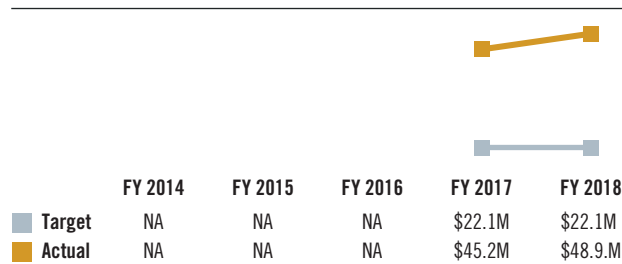 FY 2014 FY 2015 FY 2016 FY 2017 FY 2018
Target NA NA NA $22.1M $22.1M
Actual NA NA NA $45.2M $48.9.M